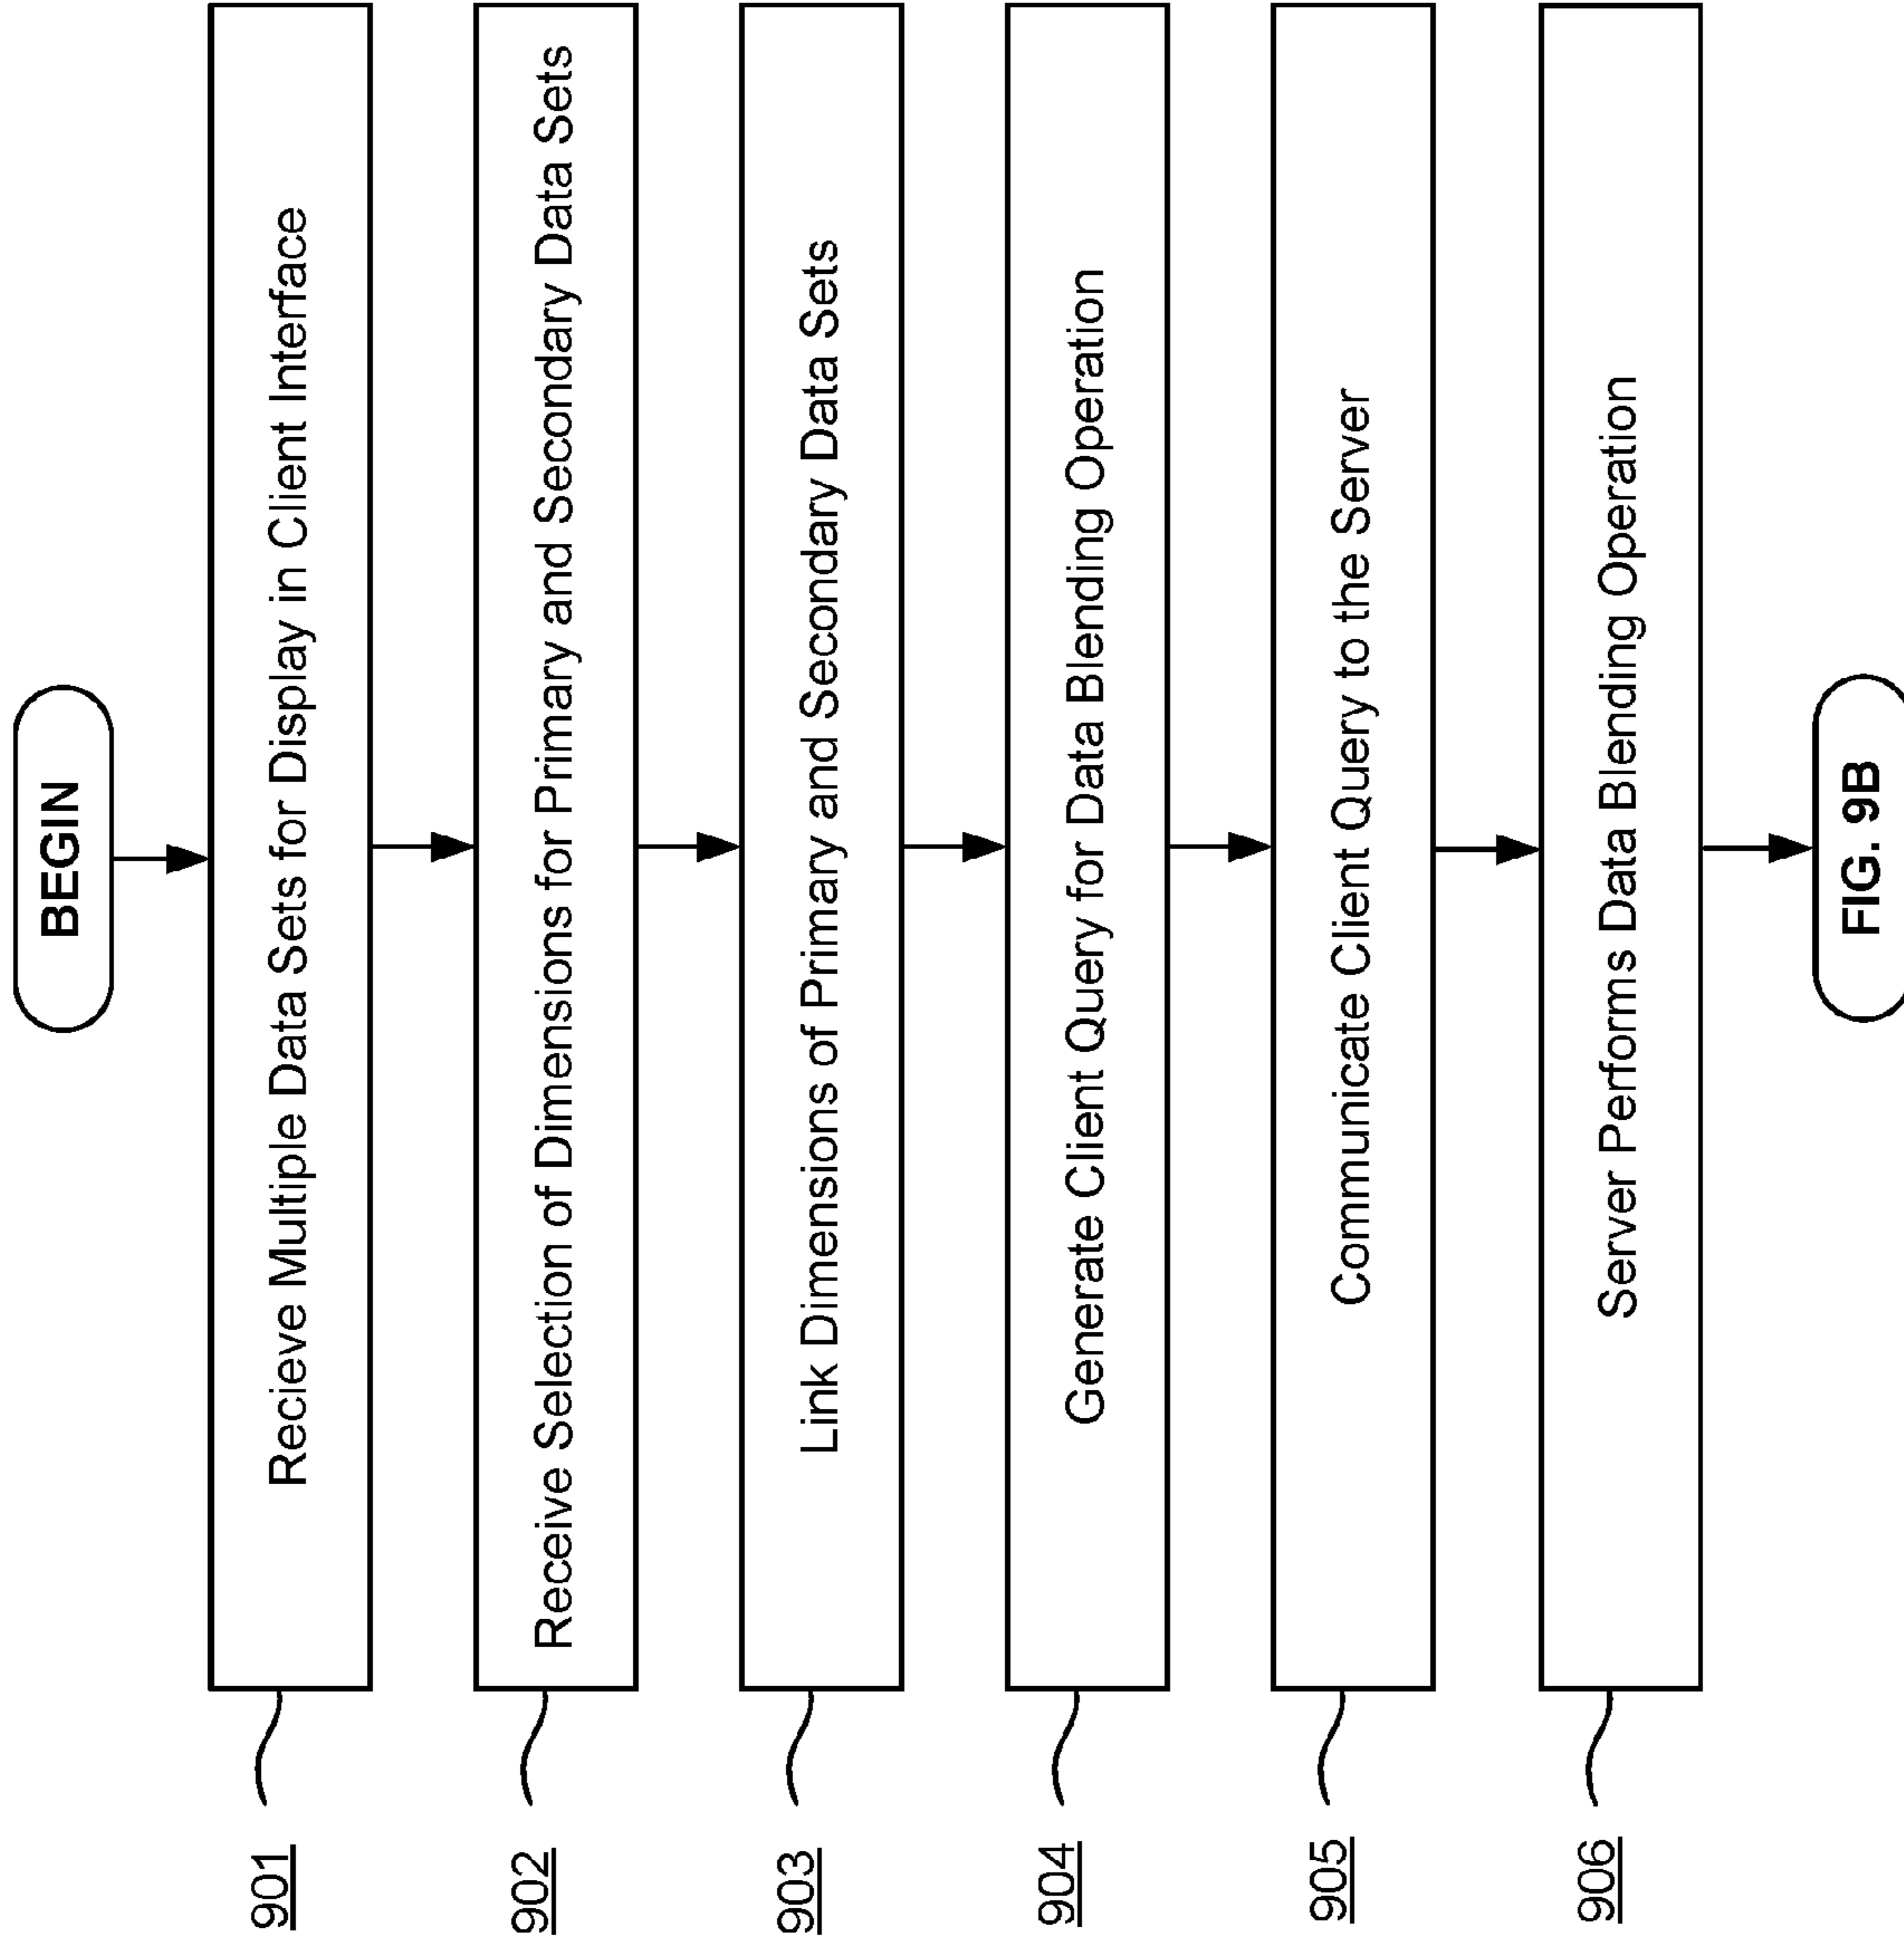 BEGIN
901
Recieve Multiple Data Sets for Display in Client Interface
902
Receive Selection of Dimensions for Primary and Secondary Data Sets
903
Link Dimensions of Primary and Secondary Data Sets
904
Generate Client Query for Data Blending Operation
905
Communicate Client Query to the Server
906
Server Performs Data Blending Operation
FIG. 9B